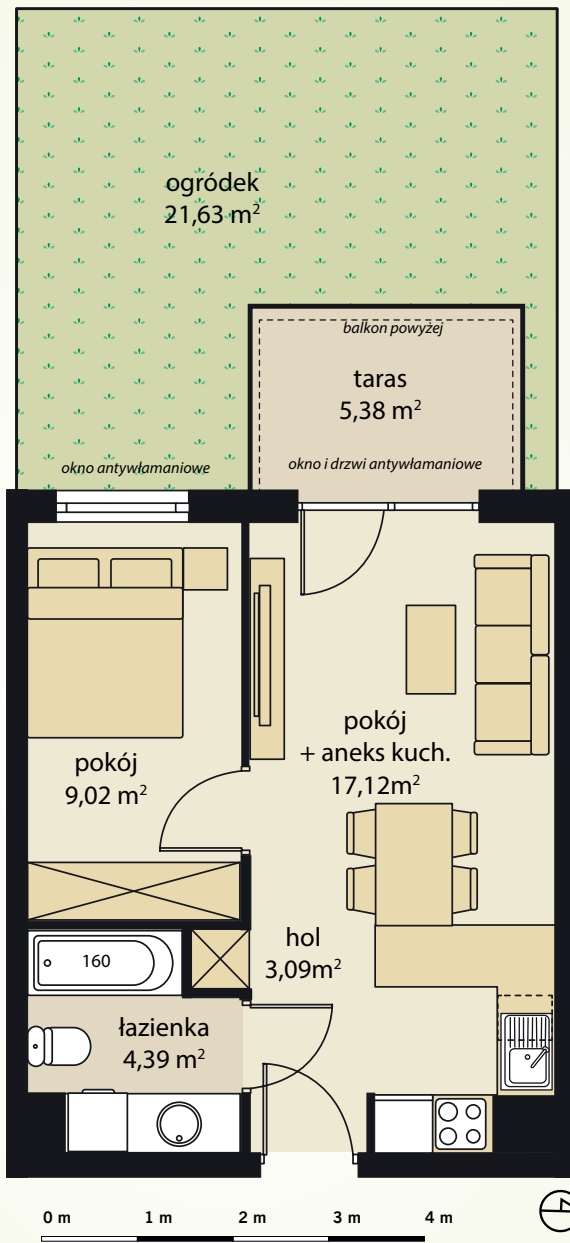 ogródek
21,63 m²
balkon powyżej
taras
5,38 m²
okno antywłamaniowe
okno i drzwi antywłamaniowe
pokój
+ aneks kuch.
17,12m²
pokój
9,02 m²
hol
3,09m²
160
łazienka
4,39 m²
0 m 1 m 2 m 3 m 4 m